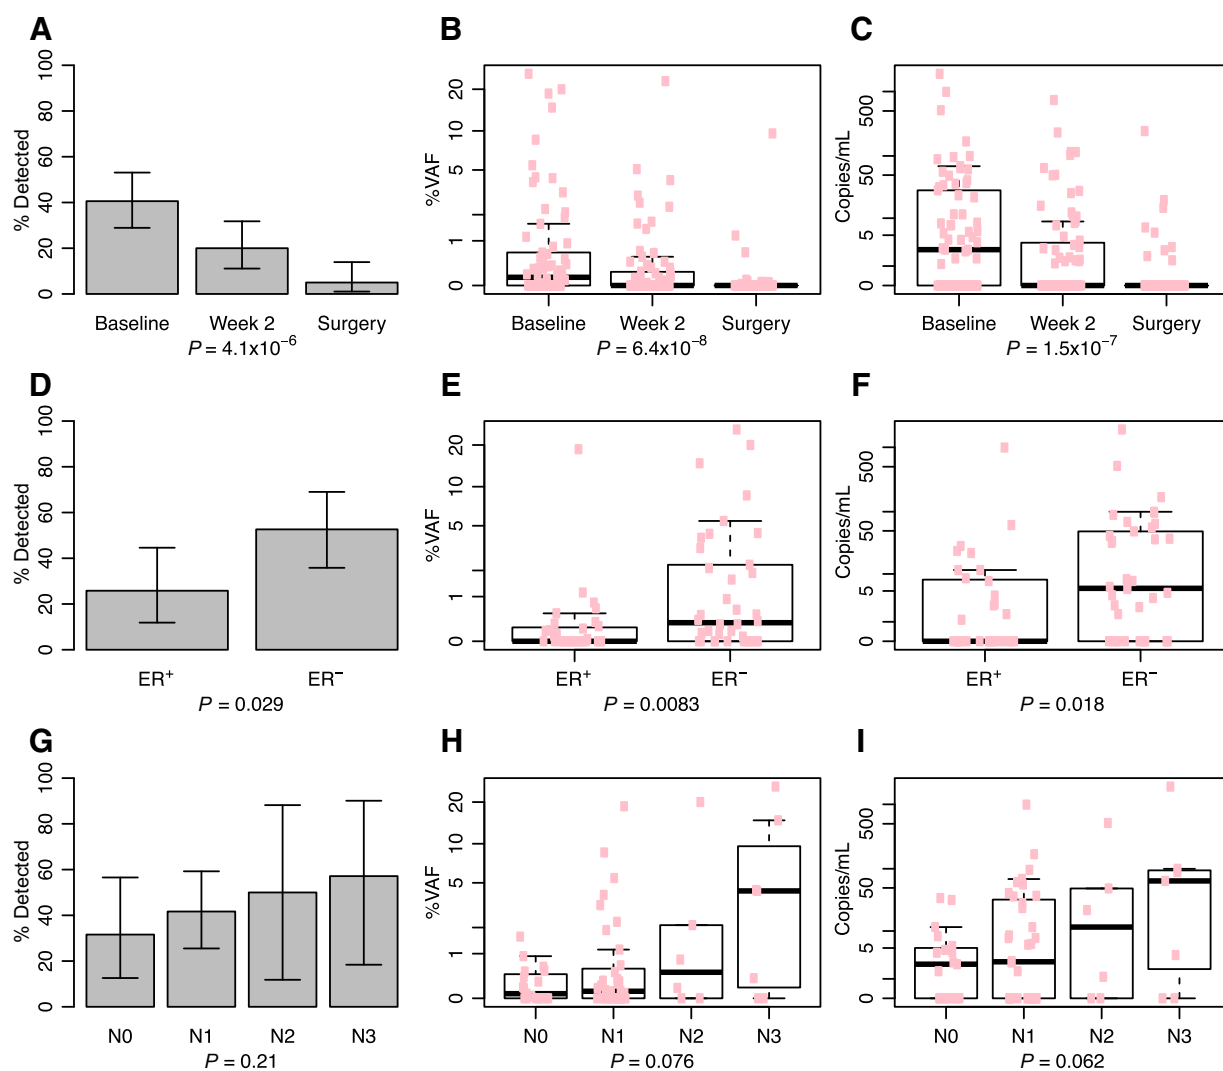 A
% Detected
100
80
60
40
20
0
Baseline Week 2 Surgery
P = 4.1x10⁻⁶
B
%VAF
20
10
5
1
0
Baseline Week 2 Surgery
P = 6.4x10⁻⁸
C
Copies/mL
500
50
5
0
Baseline Week 2 Surgery
P = 1.5x10⁻⁷
D
% Detected
100
80
60
40
20
0
ER⁺ ER⁻
P = 0.029
E
%VAF
20
10
5
1
0
ER⁺ ER⁻
P = 0.0083
F
Copies/mL
500
50
5
0
ER⁺ ER⁻
P = 0.018
G
% Detected
100
80
60
40
20
0
N0 N1 N2 N3
P = 0.21
H
%VAF
20
10
5
1
0
N0 N1 N2 N3
P = 0.076
I
Copies/mL
500
50
5
0
N0 N1 N2 N3
P = 0.062